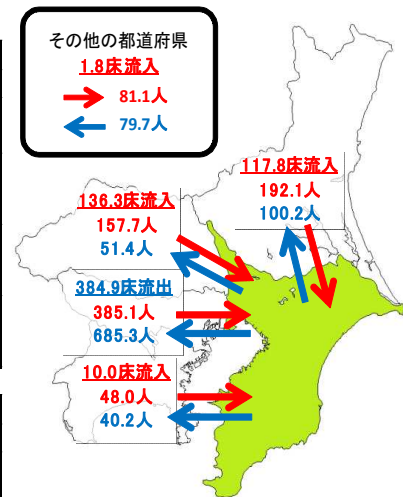 その他の都道府県
1.8床流入
81.1人
79.7人
117.8床流入
192.1人
100.2人
136.3床流入
157.7人
51.4人
384.9床流出
385.1人
685.3人
10.0床流入
48.0人
40.2人